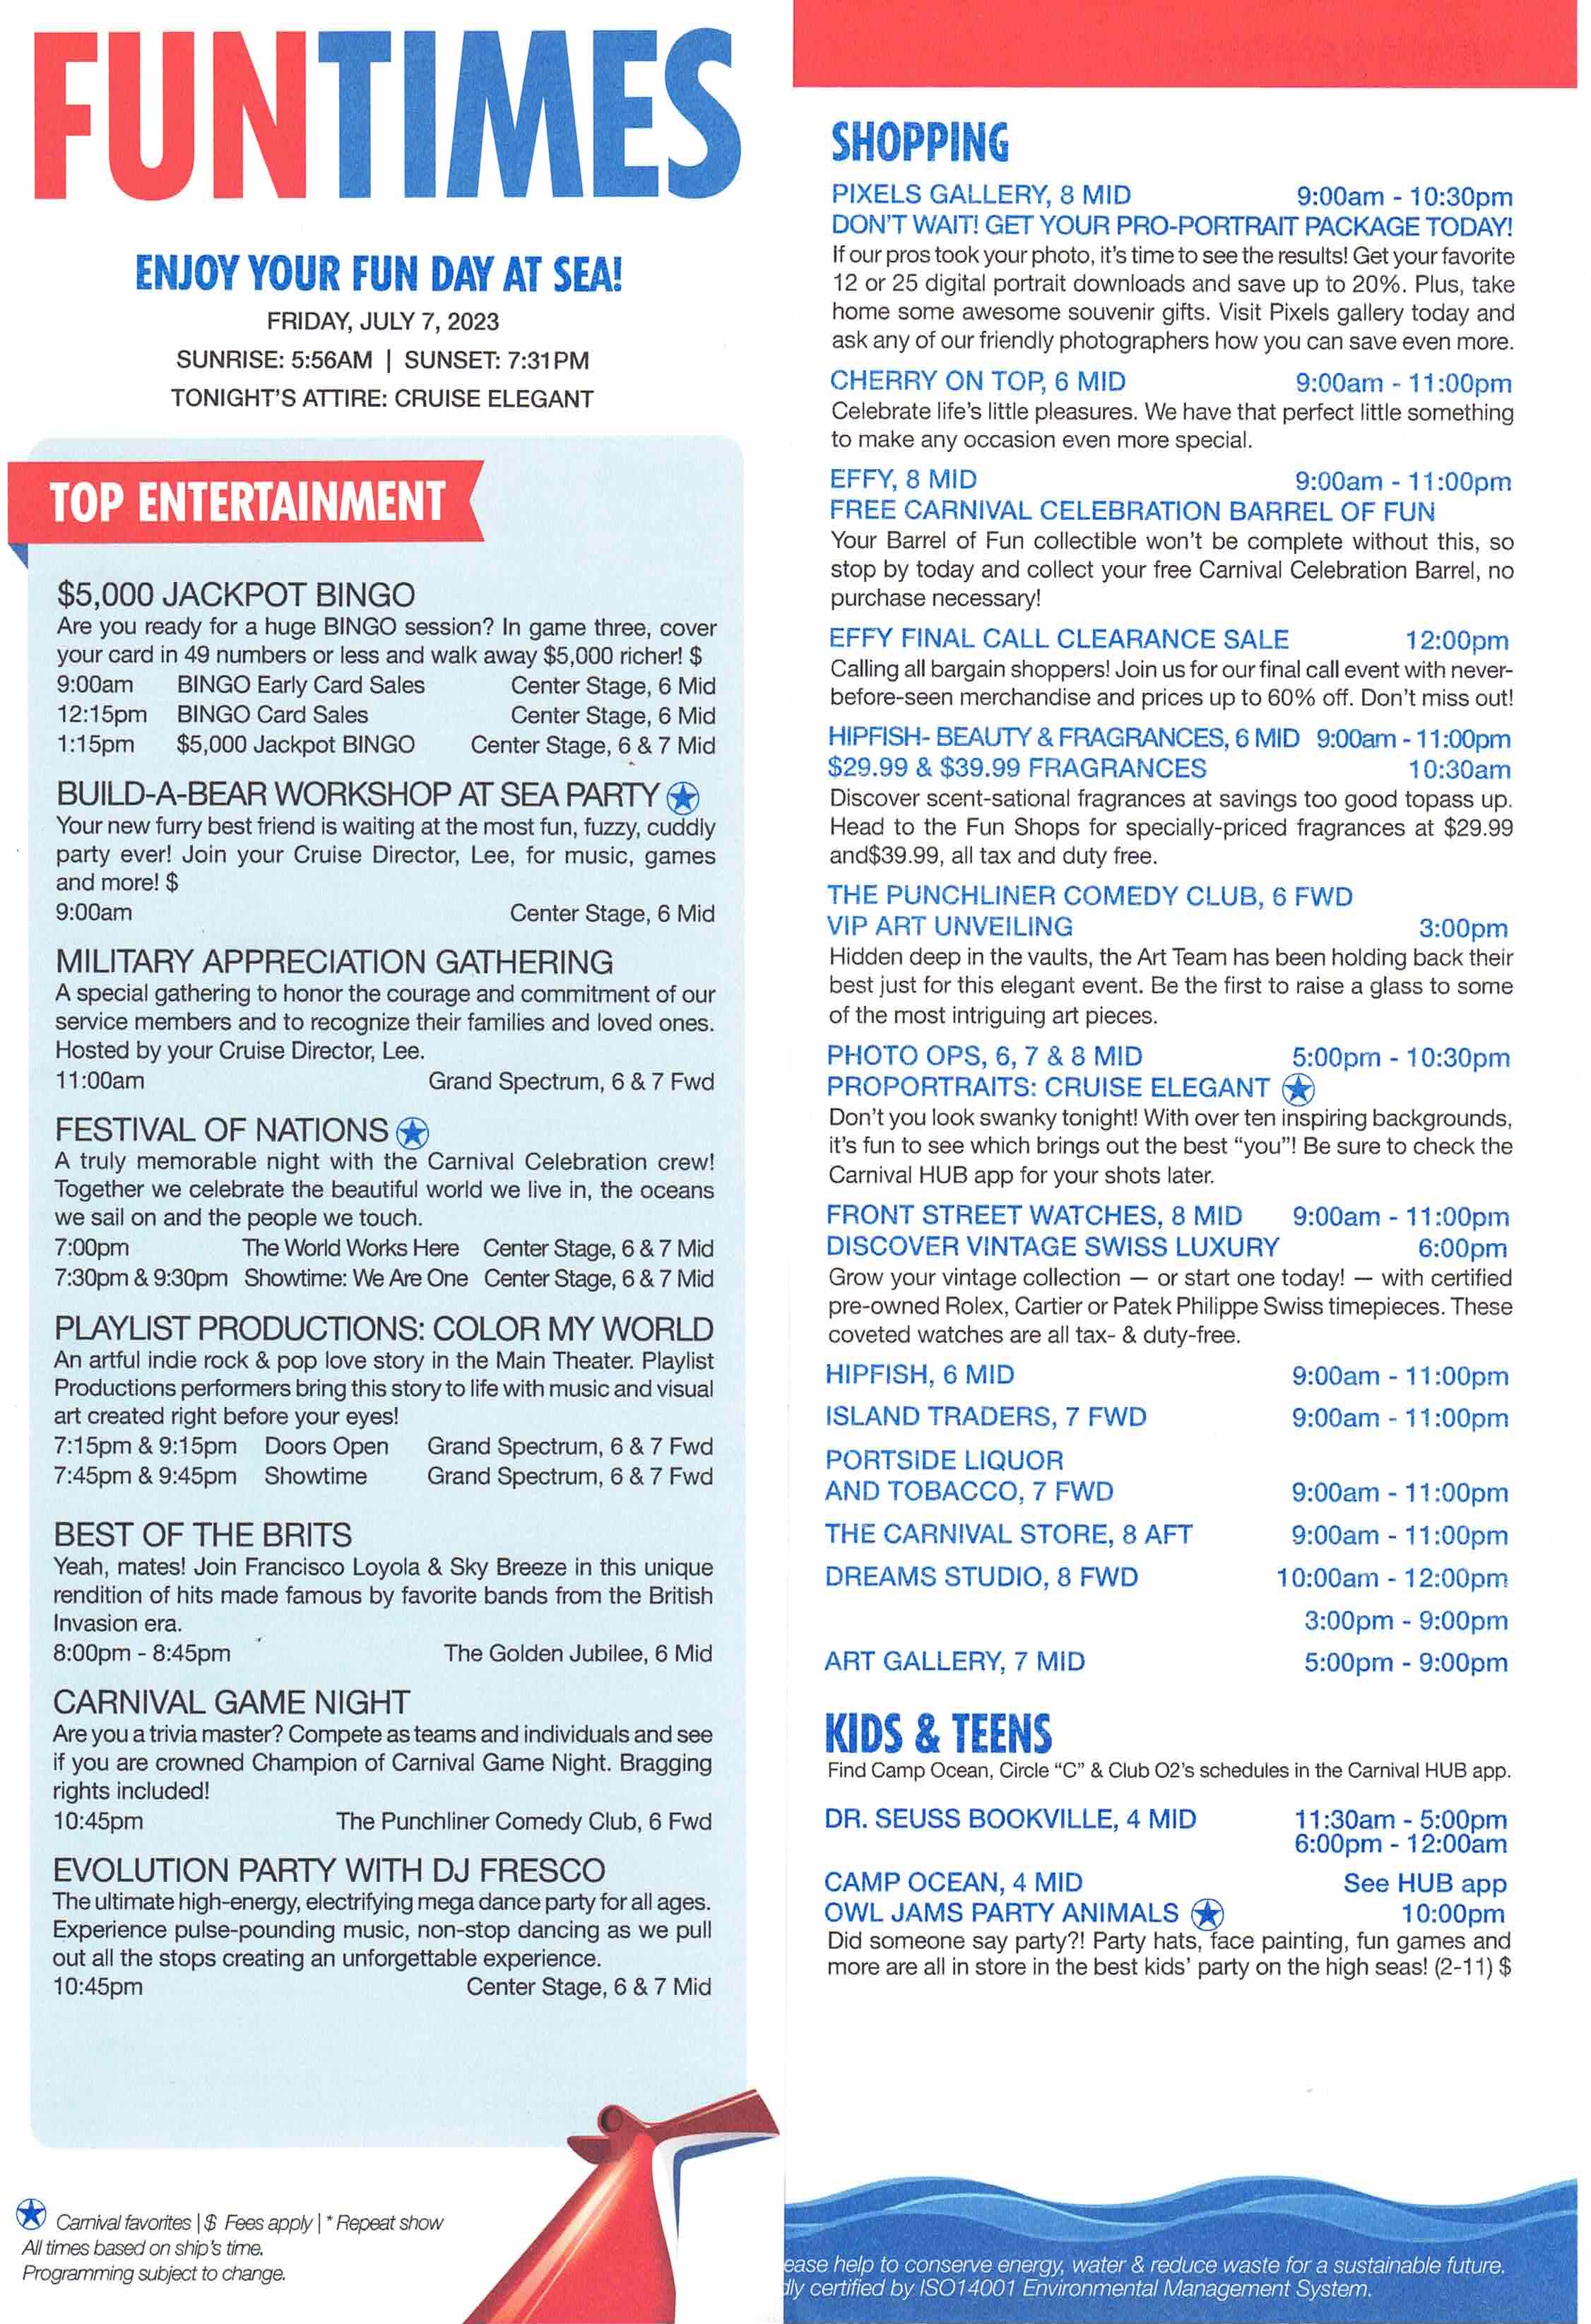 FUNTIMES
ENJOY YOUR FUN DAY AT SEA!
FRIDAY, JULY 7, 2023
SUNRISE: 5:56AM | SUNSET: 7:31PM
TONIGHT'S ATTIRE: CRUISE ELEGANT
TOP ENTERTAINMENT
$5,000 JACKPOT BINGO
Are you ready for a huge BINGO session? In game three, cover
your card in 49 numbers or less and walk away $5,000 richer! $
9:00am BINGO Early Card Sales Center Stage, 6 Mid
12:15pm BINGO Card Sales Center Stage, 6 Mid
1:15pm $5,000 Jackpot BINGO Center Stage, 6 & 7 Mid
BUILD-A-BEAR WORKSHOP AT SEA PARTY
Your new furry best friend is waiting at the most fun, fuzzy, cuddly
party ever! Join your Cruise Director, Lee, for music, games
and more! $
9:00am Center Stage, 6 Mid
MILITARY APPRECIATION GATHERING
A special gathering to honor the courage and commitment of our
service members and to recognize their families and loved ones.
Hosted by your Cruise Director, Lee.
11:00am Grand Spectrum, 6 & 7 Fwd
FESTIVAL OF NATIONS
A truly memorable night with the Carnival Celebration crew!
Together we celebrate the beautiful world we live in, the oceans
we sail on and the people we touch.
7:00pm The World Works Here Center Stage, 6 & 7 Mid
7:30pm & 9:30pm Showtime: We Are One Center Stage, 6 & 7 Mid
PLAYLIST PRODUCTIONS: COLOR MY WORLD
An artful indie rock & pop love story in the Main Theater. Playlist
Productions performers bring this story to life with music and visual
art created right before your eyes!
7:15pm & 9:15pm Doors Open Grand Spectrum, 6 & 7 Fwd
7:45pm & 9:45pm Showtime Grand Spectrum, 6 & 7 Fwd
BEST OF THE BRITS
Yeah, mates! Join Francisco Loyola & Sky Breeze in this unique
rendition of hits made famous by favorite bands from the British
Invasion era.
8:00pm - 8:45pm The Golden Jubilee, 6 Mid
CARNIVAL GAME NIGHT
Are you a trivia master? Compete as teams and individuals and see
if you are crowned Champion of Carnival Game Night. Bragging
rights included!
10:45pm The Punchliner Comedy Club, 6 Fwd
EVOLUTION PARTY WITH DJ FRESCO
The ultimate high-energy, electrifying mega dance party for all ages.
Experience pulse-pounding music, non-stop dancing as we pull
out all the stops creating an unforgettable experience.
10:45pm Center Stage, 6 & 7 Mid
Carnival favorites | $ Fees apply | * Repeat show
All times based on ship's time.
Programming subject to change.
SHOPPING
PIXELS GALLERY, 8 MID 9:00am - 10:30pm
DON'T WAIT! GET YOUR PRO-PORTRAIT PACKAGE TODAY!
If our pros took your photo, it's time to see the results! Get your favorite
12 or 25 digital portrait downloads and save up to 20%. Plus, take
home some awesome souvenir gifts. Visit Pixels gallery today and
ask any of our friendly photographers how you can save even more.
CHERRY ON TOP, 6 MID 9:00am - 11:00pm
Celebrate life's little pleasures. We have that perfect little something
to make any occasion even more special.
EFFY, 8 MID 9:00am - 11:00pm
FREE CARNIVAL CELEBRATION BARREL OF FUN
Your Barrel of Fun collectible won't be complete without this, so
stop by today and collect your free Carnival Celebration Barrel, no
purchase necessary!
EFFY FINAL CALL CLEARANCE SALE 12:00pm
Calling all bargain shoppers! Join us for our final call event with never-
before-seen merchandise and prices up to 60% off. Don't miss out!
HIPFISH- BEAUTY & FRAGRANCES, 6 MID 9:00am - 11:00pm
$29.99 & $39.99 FRAGRANCES 10:30am
Discover scent-sational fragrances at savings too good topass up.
Head to the Fun Shops for specially-priced fragrances at $29.99
and$39.99, all tax and duty free.
THE PUNCHLINER COMEDY CLUB, 6 FWD
VIP ART UNVEILING 3:00pm
Hidden deep in the vaults, the Art Team has been holding back their
best just for this elegant event. Be the first to raise a glass to some
of the most intriguing art pieces.
PHOTO OPS, 6, 7 & 8 MID 5:00pm - 10:30pm
PROPORTRAITS: CRUISE ELEGANT
Don't you look swanky tonight! With over ten inspiring backgrounds,
it's fun to see which brings out the best "you"! Be sure to check the
Carnival HUB app for your shots later.
FRONT STREET WATCHES, 8 MID 9:00am - 11:00pm
DISCOVER VINTAGE SWISS LUXURY 6:00pm
Grow your vintage collection — or start one today! — with certified
pre-owned Rolex, Cartier or Patek Philippe Swiss timepieces. These
coveted watches are all tax- & duty-free.
HIPFISH, 6 MID 9:00am - 11:00pm
ISLAND TRADERS, 7 FWD 9:00am - 11:00pm
PORTSIDE LIQUOR
AND TOBACCO, 7 FWD 9:00am - 11:00pm
THE CARNIVAL STORE, 8 AFT 9:00am - 11:00pm
DREAMS STUDIO, 8 FWD 10:00am - 12:00pm
3:00pm - 9:00pm
ART GALLERY, 7 MID 5:00pm - 9:00pm
KIDS & TEENS
Find Camp Ocean, Circle "C" & Club O2's schedules in the Carnival HUB app.
DR. SEUSS BOOKVILLE, 4 MID 11:30am - 5:00pm
6:00pm - 12:00am
CAMP OCEAN, 4 MID See HUB app
OWL JAMS PARTY ANIMALS 10:00pm
Did someone say party?! Party hats, face painting, fun games and
more are all in store in the best kids' party on the high seas! (2-11) $
ease help to conserve energy, water & reduce waste for a sustainable future.
dly certified by ISO14001 Environmental Management System.